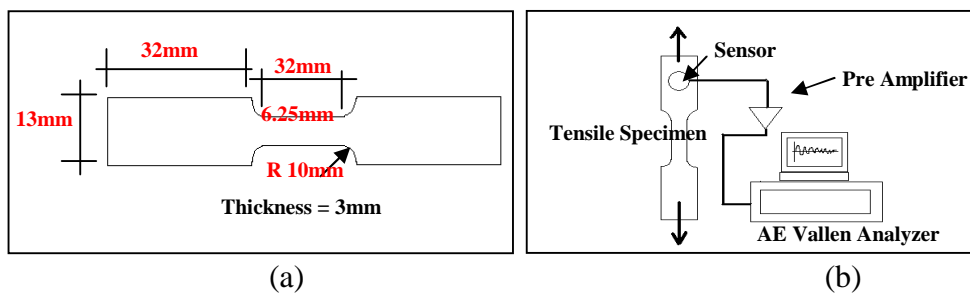 32mm
32mm
13mm
6.25mm
R 10mm
Thickness = 3mm
(a)
Sensor
Pre Amplifier
Tensile Specimen
AE Vallen Analyzer
(b)